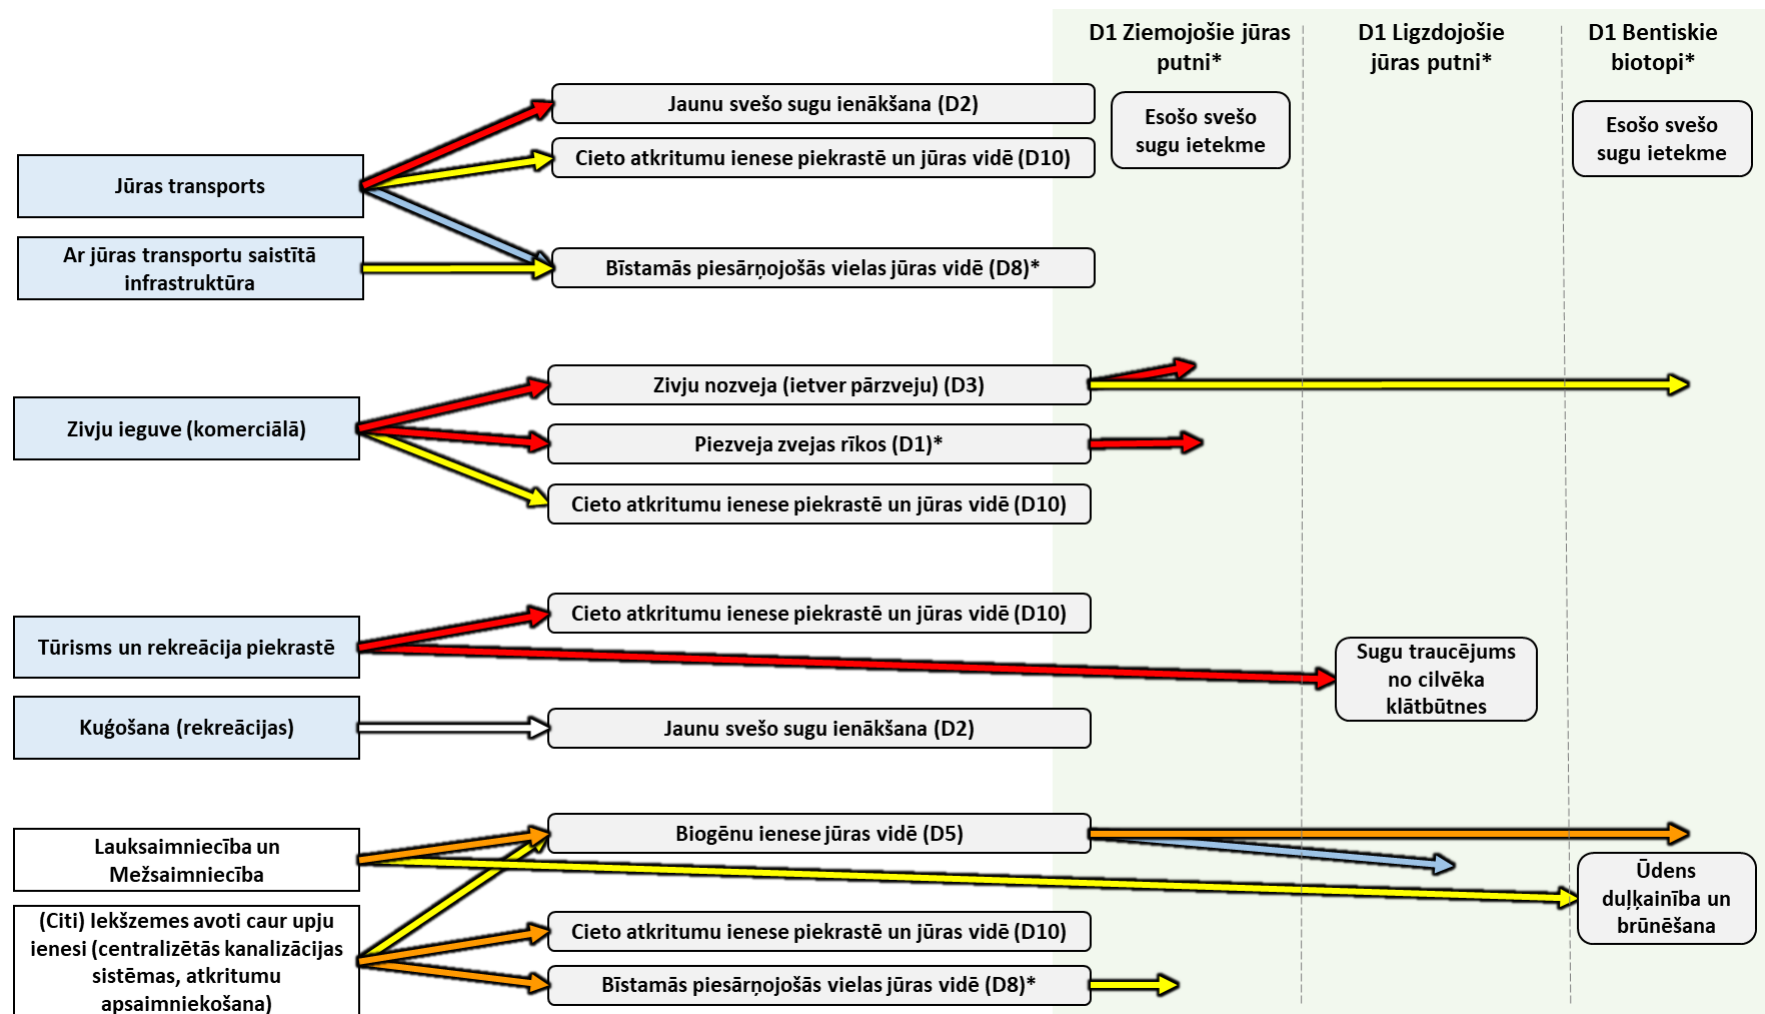 D1 Ziemojošie jūras
putni*
D1 Ligzdojošie
jūras putni*
D1 Bentiskie
biotopi*
Jaunu svešo sugu ienākšana (D2)
Esošo svešo
sugu ietekme
Esošo svešo
sugu ietekme
Cieto atkritumu ienese piekrastē un jūras vidē (D10)
Jūras transports
Ar jūras transportu saistītā
infrastruktūra
Bīstamās piesārņojošās vielas jūras vidē (D8)*
Zivju nozveja (ietver pārzveju) (D3)
Zivju ieguve (komerciālā)
Piezveja zvejas rīkos (D1)*
Cieto atkritumu ienese piekrastē un jūras vidē (D10)
Cieto atkritumu ienese piekrastē un jūras vidē (D10)
Tūrisms un rekreācija piekrastē
Sugu traucējums
no cilvēka
klātbūtnes
Kuģošana (rekreācijas)
Jaunu svešo sugu ienākšana (D2)
Biogēnu ienese jūras vidē (D5)
Lauksaimniecība un
Mežsaimniecība
Ūdens
duļķainība un
brūnēšana
(Citi) Iekšzemes avoti caur upju
ienesi (centralizētās kanalizācijas
sistēmas, atkritumu
apsaimniekošana)
Cieto atkritumu ienese piekrastē un jūras vidē (D10)
Bīstamās piesārņojošās vielas jūras vidē (D8)*